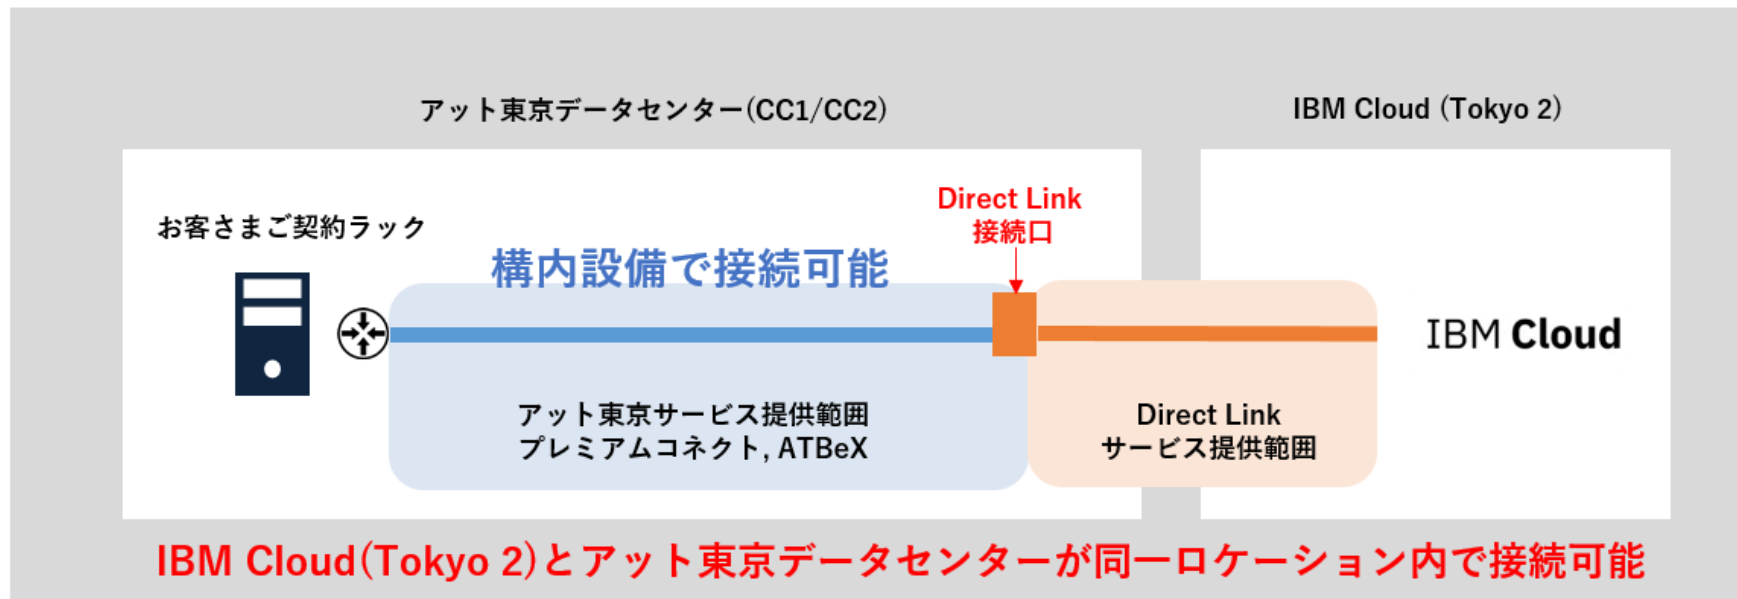 アット東京データセンター(CC1/CC2)
IBM Cloud (Tokyo 2)
お客さまご契約ラック
構内設備で接続可能
Direct Link
接続口
IBM Cloud
アット東京サービス提供範囲
プレミアムコネクト, ATBeX
Direct Link
サービス提供範囲
IBM Cloud(Tokyo 2)とアット東京データセンターが同一ロケーション内で接続可能